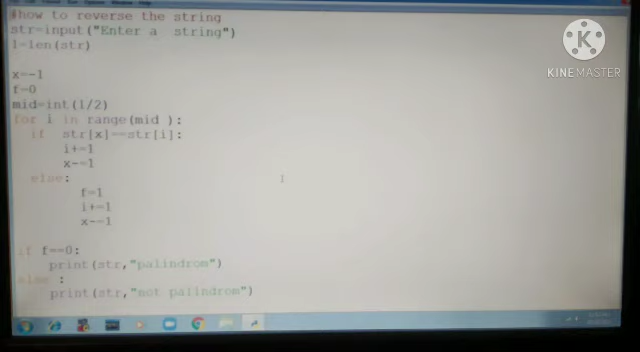 #how to reverse the string
str=input("Enter a  string")
l=len(str)
x=-1
f=0
mid=int(l/2)
for i in range(mid ):
if  str[x]==str[i]:
i+=1
x-=1
else:
f=1
i+=1
x-=1
if f==0:
print(str,"palindrom")
else :
print(str,"not palindrom")
KINEMASTER